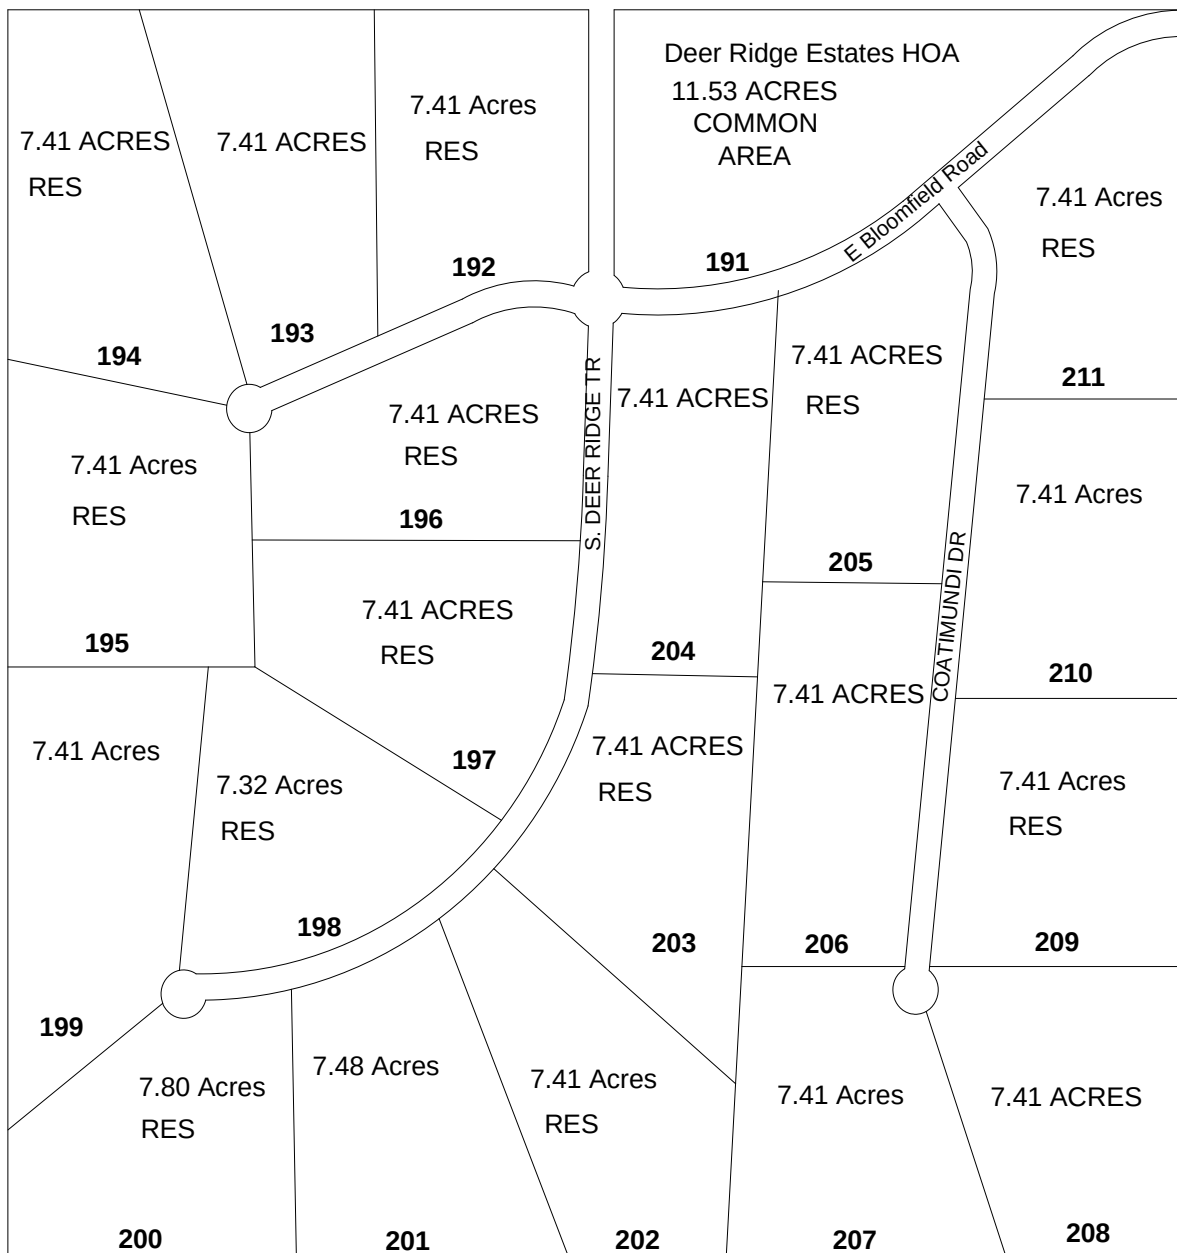 Deer Ridge Estates HOA
11.53 ACRES
COMMON
AREA
191
E Bloomfield Road
7.41 Acres
RES
192
7.41 ACRES
193
7.41 ACRES
RES
194
7.41 Acres
RES
195
7.41 ACRES
RES
196
S. DEER RIDGE TR
7.41 ACRES
RES
197
7.32 Acres
RES
198
7.41 Acres
199
7.80 Acres
RES
200
7.48 Acres
201
7.41 Acres
RES
202
7.41 ACRES
RES
203
7.41 ACRES
204
7.41 ACRES
RES
205
7.41 ACRES
206
COATIMUNDI DR
7.41 Acres
207
7.41 ACRES
208
7.41 Acres
RES
209
7.41 Acres
210
7.41 Acres
RES
211